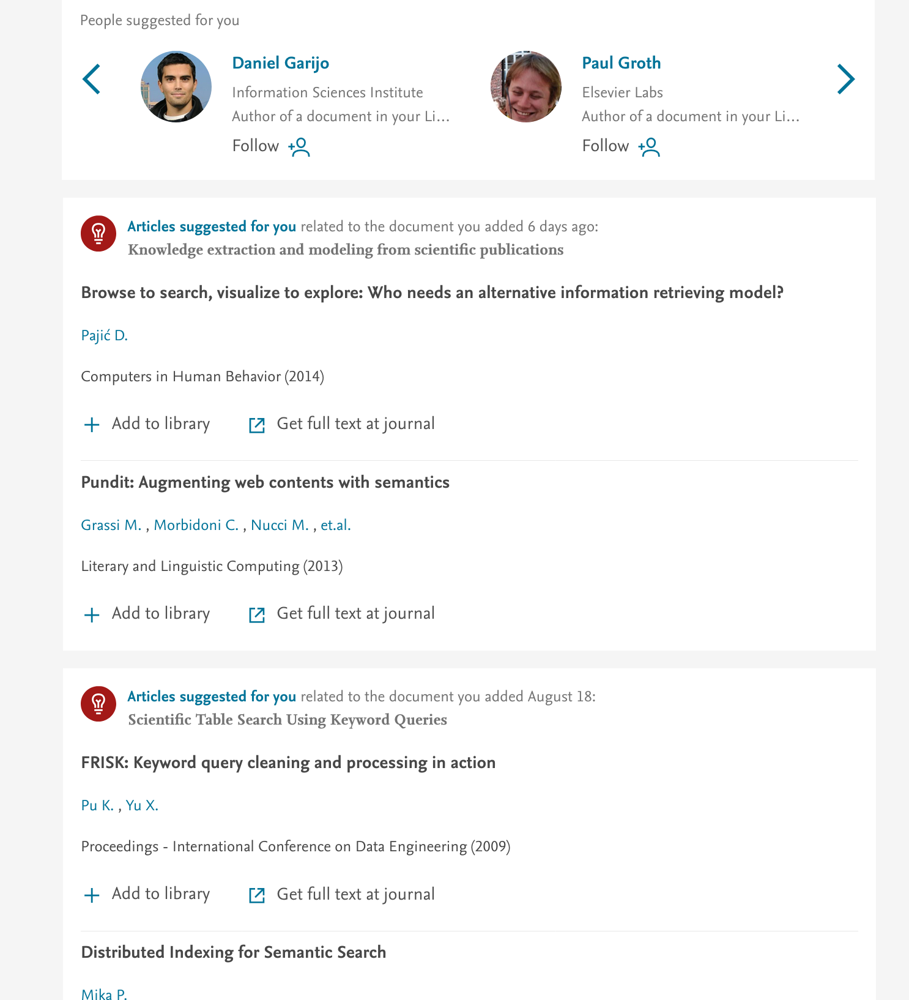 People suggested for you
Daniel Garijo
Information Sciences Institute
Author of a document in your Li...
Follow
Paul Groth
Elsevier Labs
Author of a document in your Li...
Follow
Articles suggested for you related to the document you added 6 days ago:
Knowledge extraction and modeling from scientific publications
Browse to search, visualize to explore: Who needs an alternative information retrieving model?
Pajić D.
Computers in Human Behavior (2014)
Add to library Get full text at journal
Pundit: Augmenting web contents with semantics
Grassi M. , Morbidoni C. , Nucci M. , et.al.
Literary and Linguistic Computing (2013)
Add to library Get full text at journal
Articles suggested for you related to the document you added August 18:
Scientific Table Search Using Keyword Queries
FRISK: Keyword query cleaning and processing in action
Pu K. , Yu X.
Proceedings - International Conference on Data Engineering (2009)
Add to library Get full text at journal
Distributed Indexing for Semantic Search
Mika P.